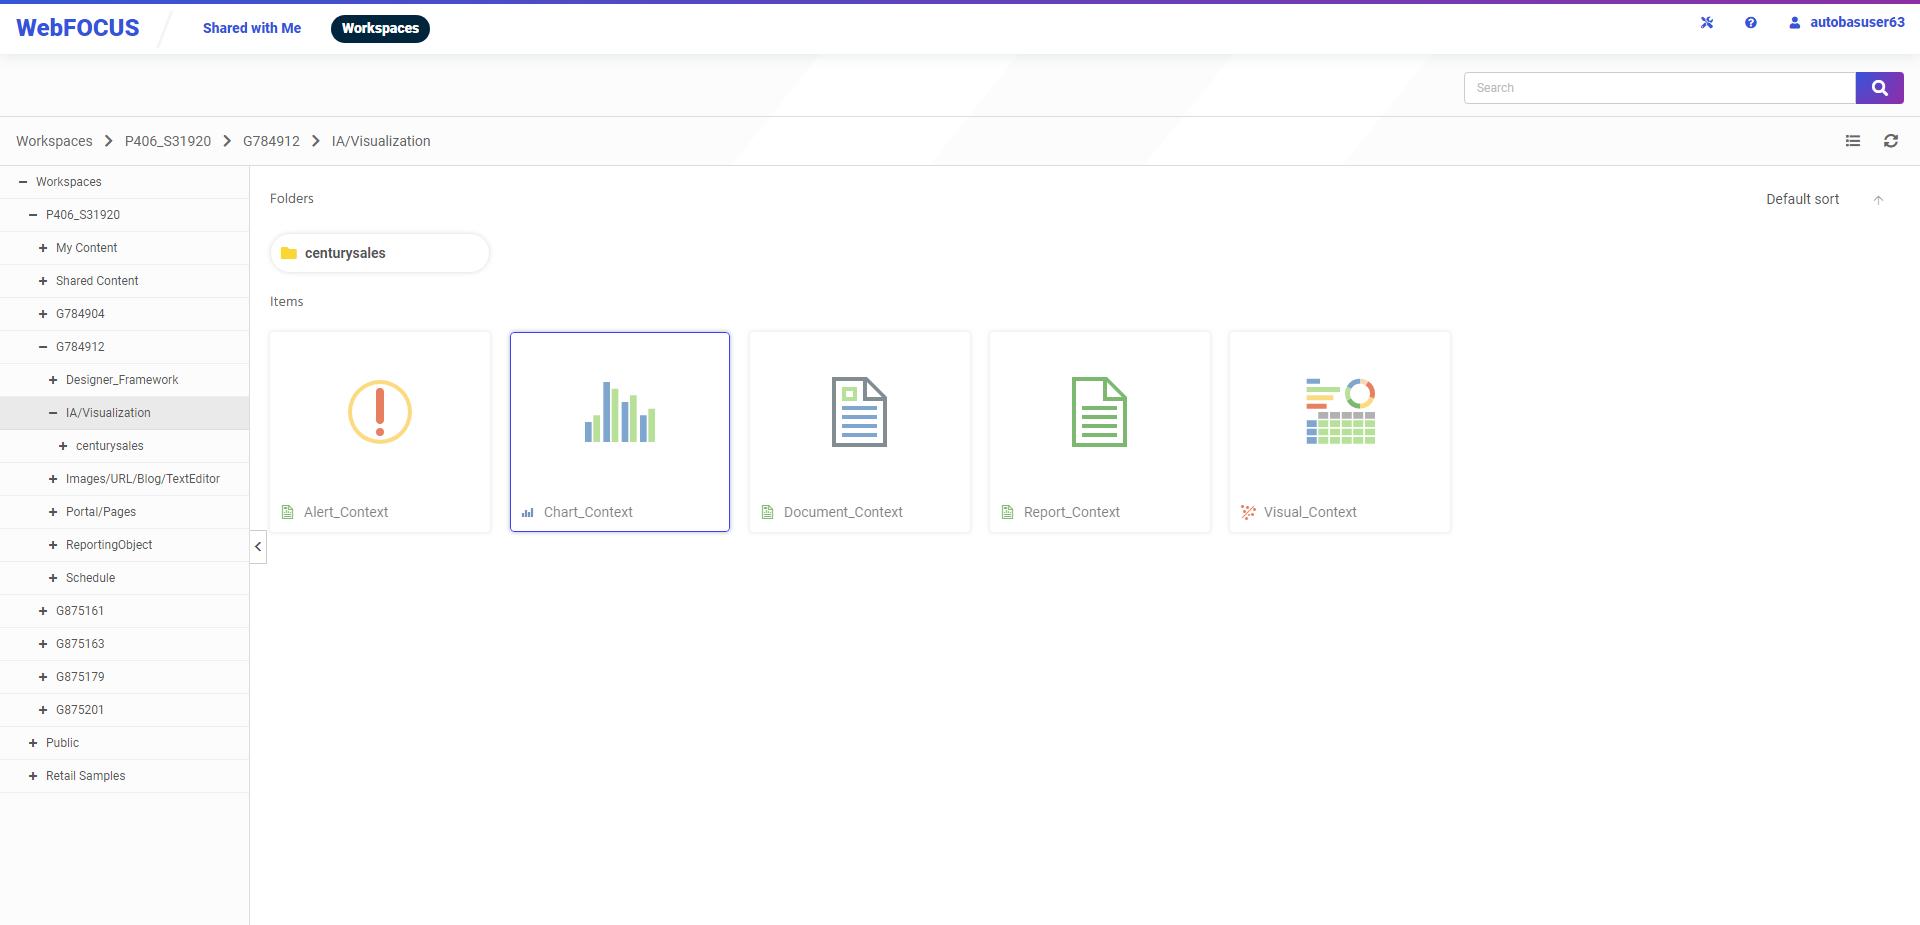 WebFOCUS
Shared with Me
Workspaces
autobasuser63
Search
Workspaces
P406_S31920
G784912
IA/Visualization
Workspaces
P406_S31920
My Content
Shared Content
G784904
G784912
Designer_Framework
IA/Visualization
centurysales
Images/URL/Blog/TextEditor
Portal/Pages
ReportingObject
Schedule
G875161
G875163
G875179
G875201
Public
Retail Samples
Folders
Default sort
centurysales
Items
Alert_Context
Chart_Context
Document_Context
Report_Context
Visual_Context